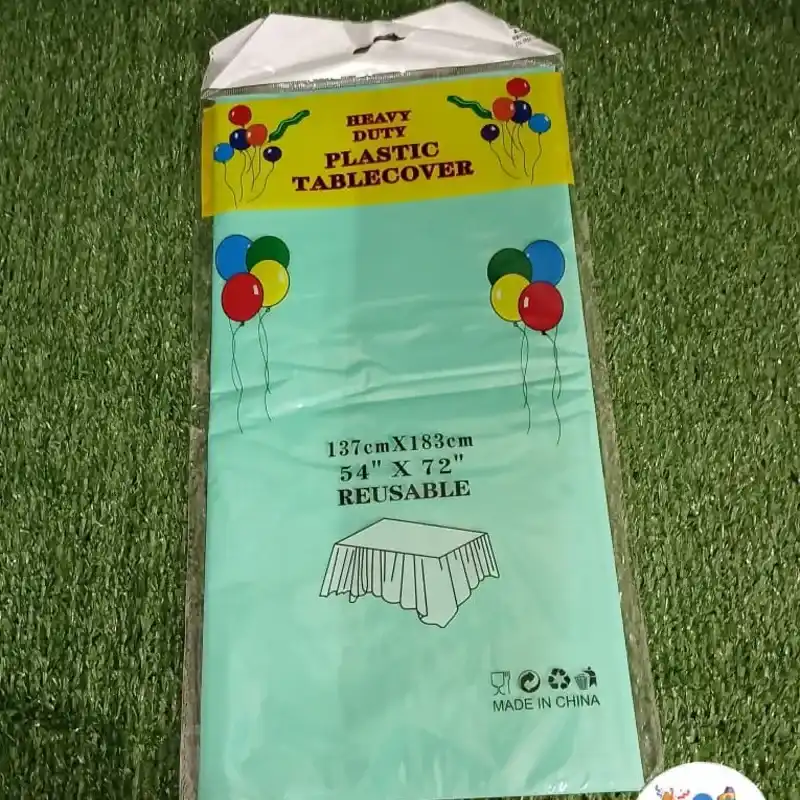 HEAVY
DUTY
PLASTIC
TABLECOVER
137cmX183cm
54" X 72"
REUSABLE
MADE IN CHINA